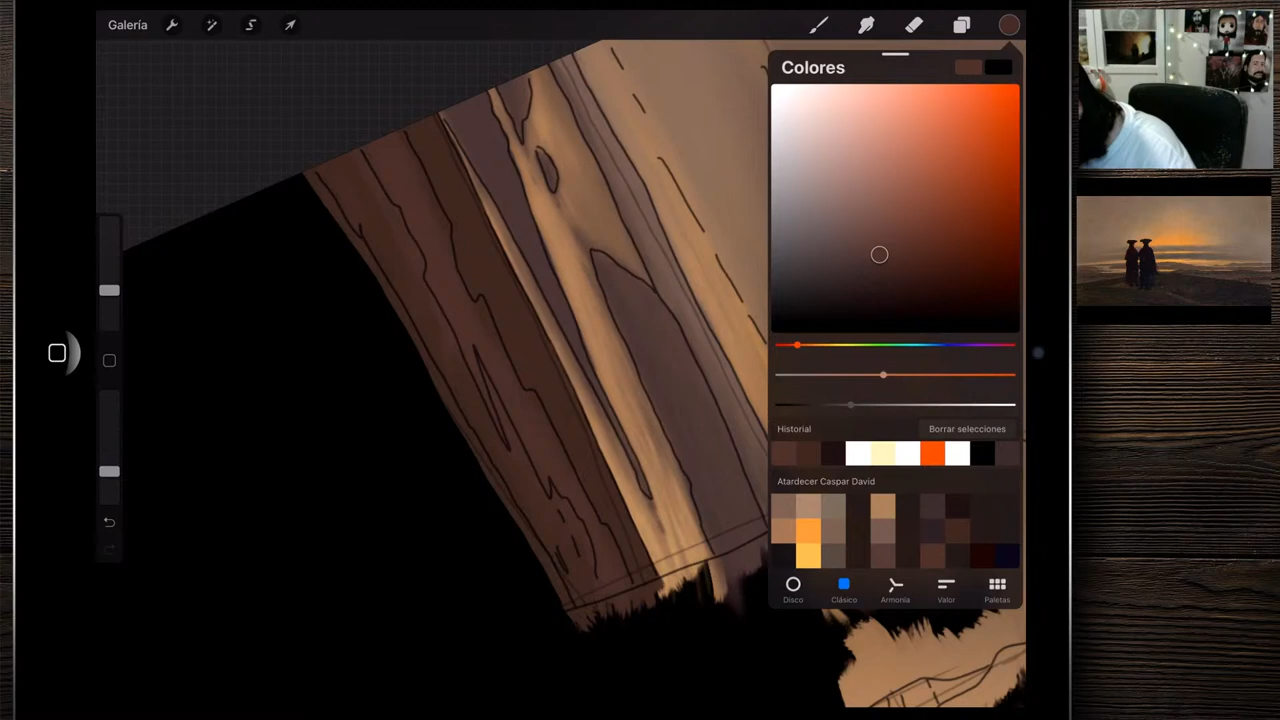 Galería
Colores
Historial
Borrar selecciones
Atardecer Caspar David
Disco
Clásico
Armonía
Valor
Paletas